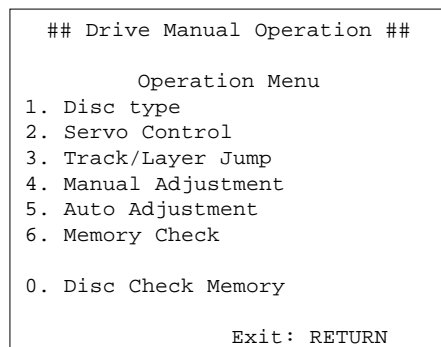 ## Drive Manual Operation ##
Operation Menu
1. Disc type
2. Servo Control
3. Track/Layer Jump
4. Manual Adjustment
5. Auto Adjustment
6. Memory Check
0. Disc Check Memory
Exit: RETURN